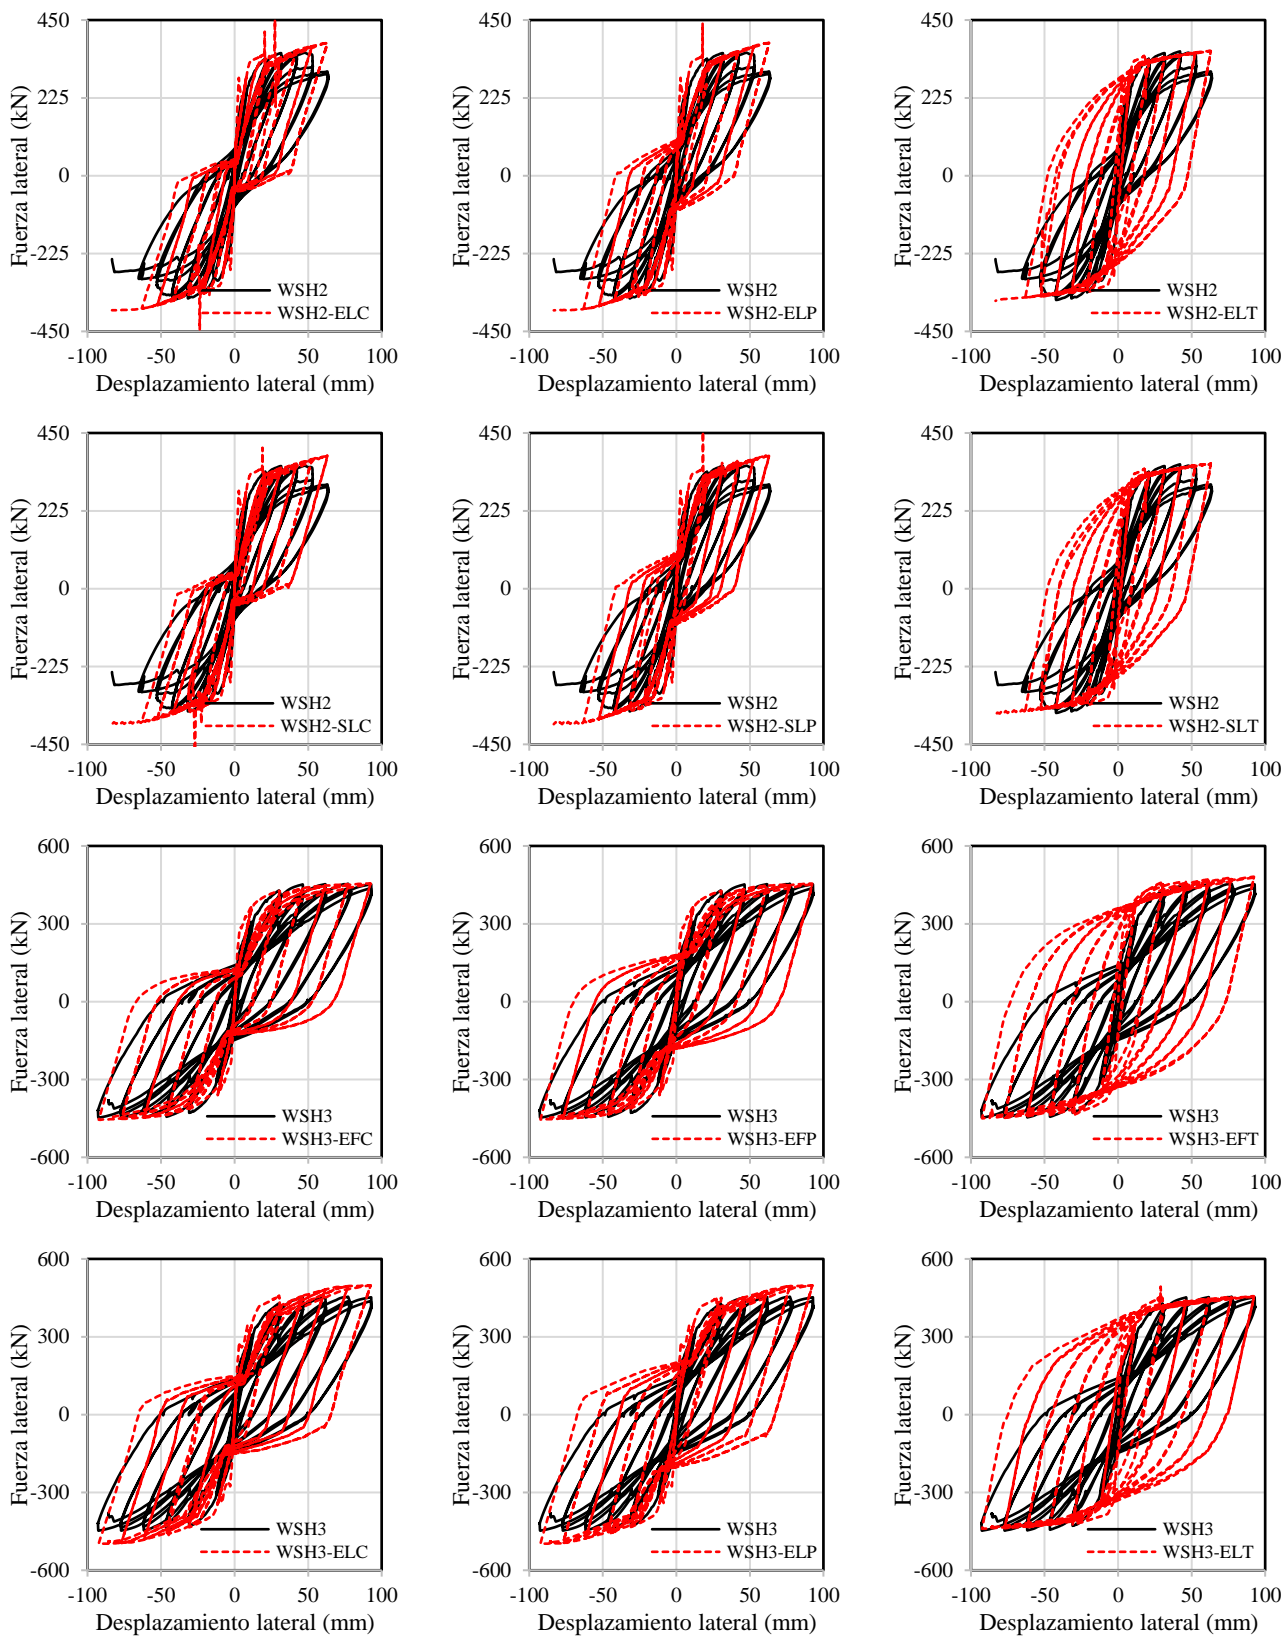 450
225
0
-225
-450
-100 -50 0 50 100
Fuerza lateral (kN)
Desplazamiento lateral (mm)
WSH2
WSH2-ELC
450
225
0
-225
-450
-100 -50 0 50 100
Fuerza lateral (kN)
Desplazamiento lateral (mm)
WSH2
WSH2-ELP
450
225
0
-225
-450
-100 -50 0 50 100
Fuerza lateral (kN)
Desplazamiento lateral (mm)
WSH2
WSH2-ELT
450
225
0
-225
-450
-100 -50 0 50 100
Fuerza lateral (kN)
Desplazamiento lateral (mm)
WSH2
WSH2-SLC
450
225
0
-225
-450
-100 -50 0 50 100
Fuerza lateral (kN)
Desplazamiento lateral (mm)
WSH2
WSH2-SLP
450
225
0
-225
-450
-100 -50 0 50 100
Fuerza lateral (kN)
Desplazamiento lateral (mm)
WSH2
WSH2-SLT
600
300
0
-300
-600
-100 -50 0 50 100
Fuerza lateral (kN)
Desplazamiento lateral (mm)
WSH3
WSH3-EFC
600
300
0
-300
-600
-100 -50 0 50 100
Fuerza lateral (kN)
Desplazamiento lateral (mm)
WSH3
WSH3-EFP
600
300
0
-300
-600
-100 -50 0 50 100
Fuerza lateral (kN)
Desplazamiento lateral (mm)
WSH3
WSH3-EFT
600
300
0
-300
-600
-100 -50 0 50 100
Fuerza lateral (kN)
Desplazamiento lateral (mm)
WSH3
WSH3-ELC
600
300
0
-300
-600
-100 -50 0 50 100
Fuerza lateral (kN)
Desplazamiento lateral (mm)
WSH3
WSH3-ELP
600
300
0
-300
-600
-100 -50 0 50 100
Fuerza lateral (kN)
Desplazamiento lateral (mm)
WSH3
WSH3-ELT